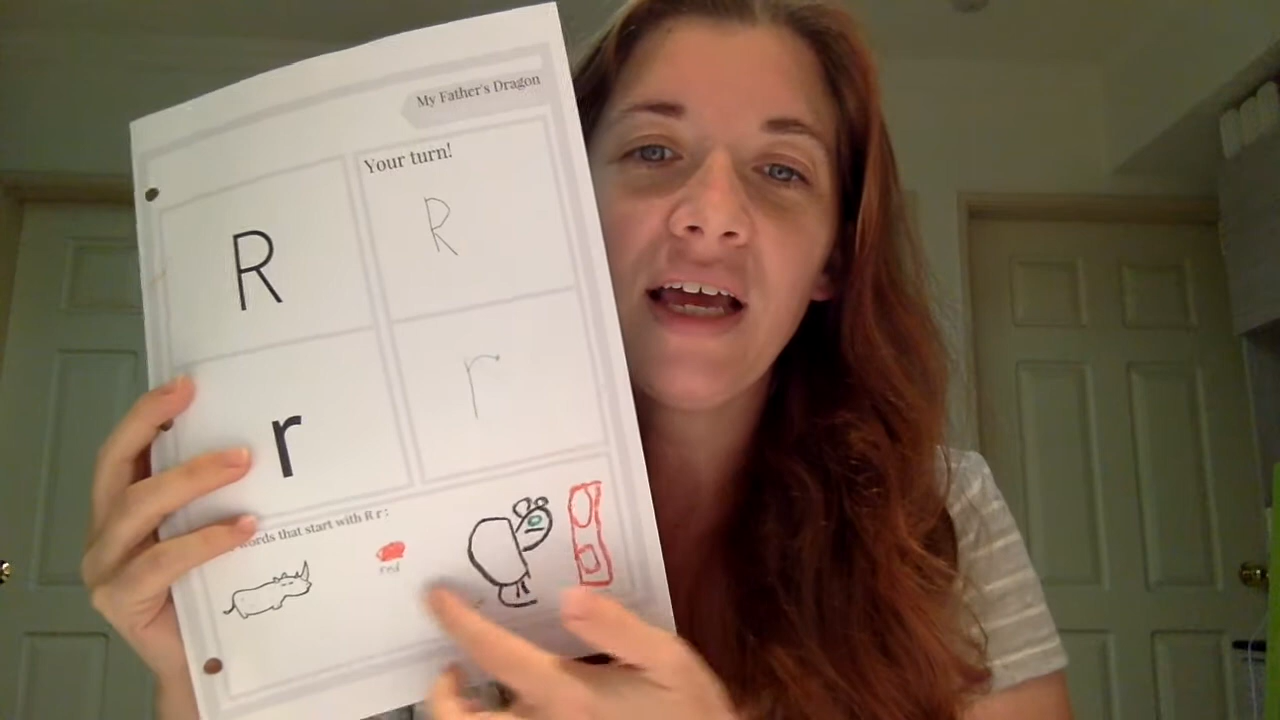 My Father's Dragon
Your turn!
R
R
r
r
words that start with R r:
red